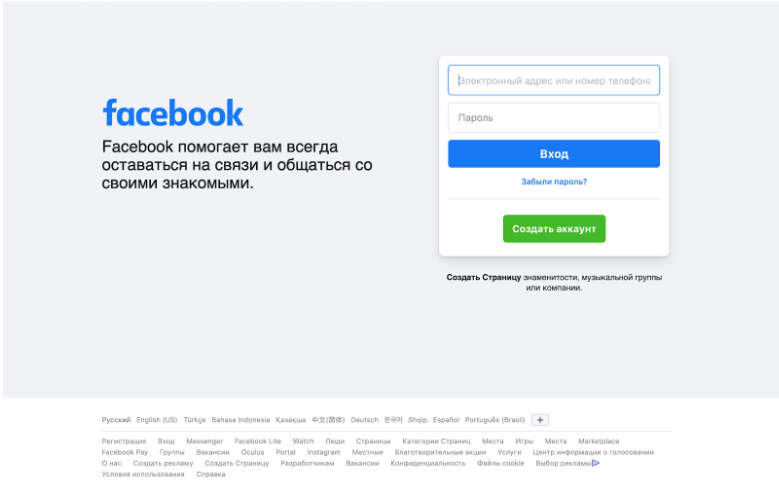 facebook
Facebook помогает вам всегда
оставаться на связи и общаться со
своими знакомыми.
Электронный адрес или номер телефона
Пароль
Вход
Забыли пароль?
Создать аккаунт
Создать Страницу знаменитости, музыкальной группы
или компании.
Русский English (US) Türkçe Bahasa Indonesia Қазақша 中文(简体) Deutsch 한국어 Shqip Español Português (Brasil) +
Регистрация Вход Messenger Facebook Lite Watch Люди Страницы Категории Страниц Места Игры Места Marketplace
Facebook Pay Группы Вакансии Oculus Portal Instagram Местные Благотворительные акции Услуги Центр информации о голосовании
О нас Создать рекламу Создать Страницу Разработчикам Вакансии Конфиденциальность Файлы cookie Выбор рекламы
Условия использования Справка